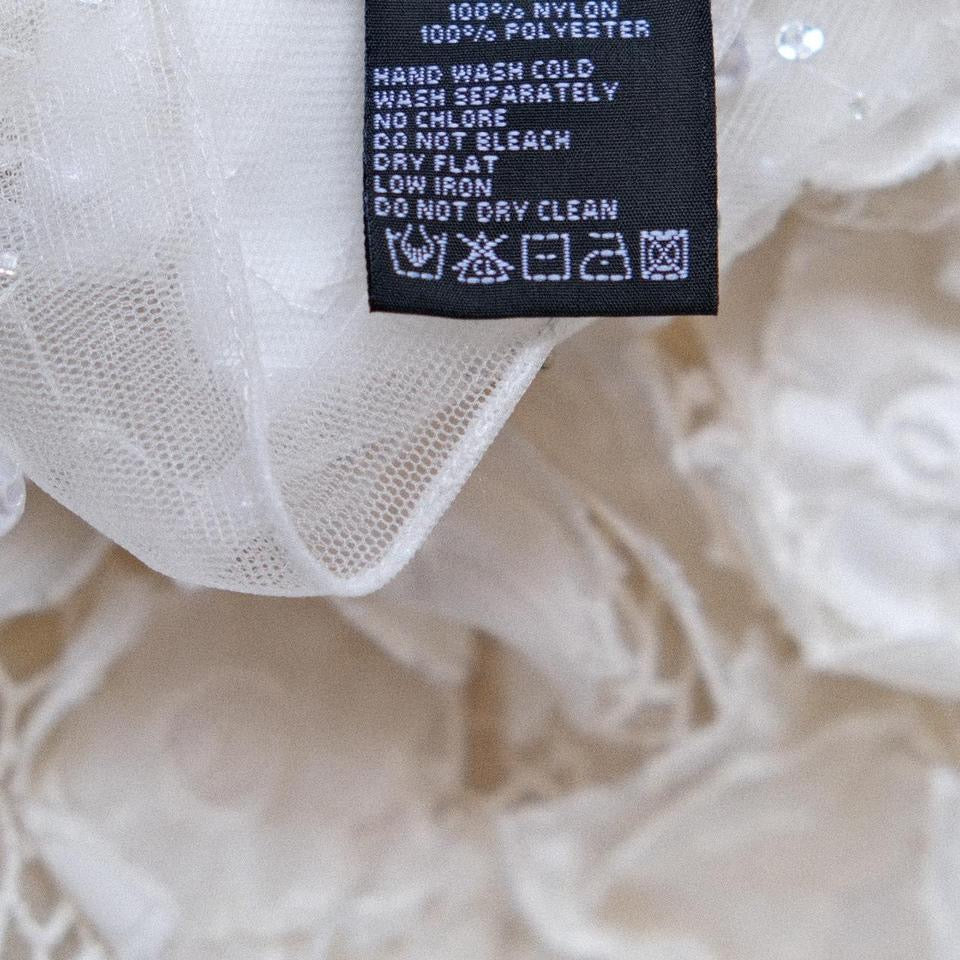 100% NYLON
100% POLYESTER
HAND WASH COLD
WASH SEPARATELY
NO CHLORE
DO NOT BLEACH
DRY FLAT
LOW IRON
DO NOT DRY CLEAN